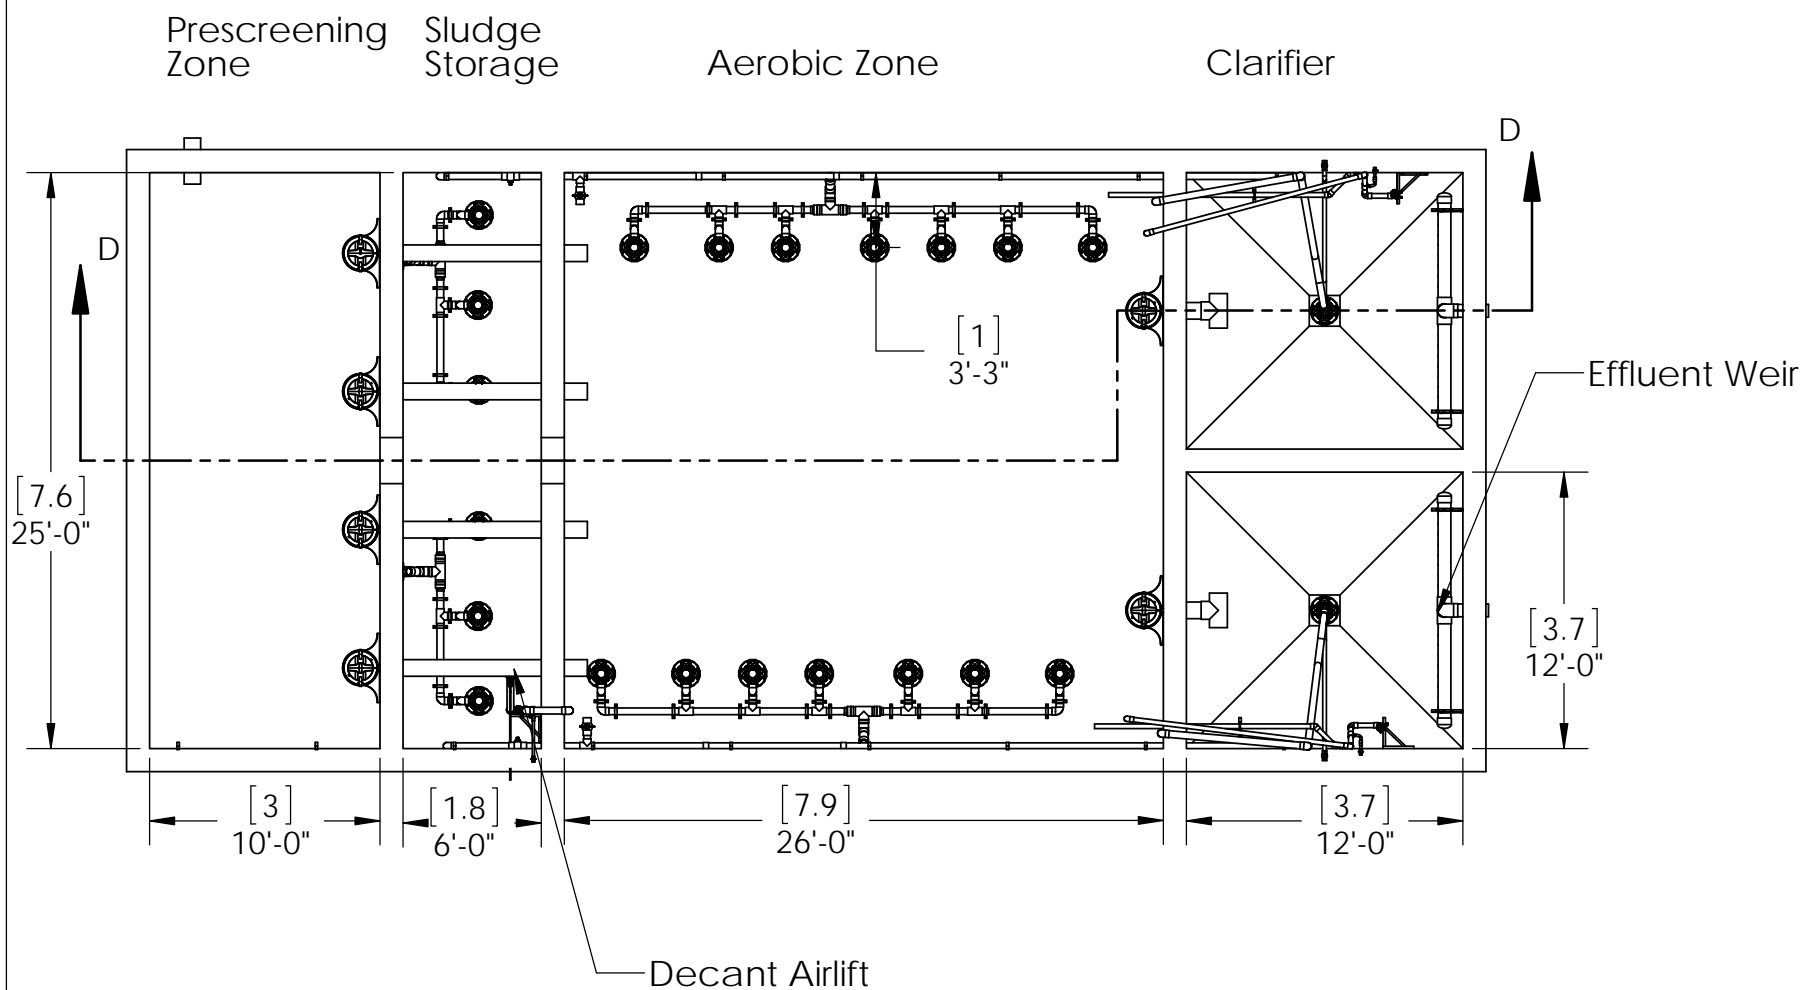 Prescreening
Zone
Sludge
Storage
Aerobic Zone
Clarifier
D
D
[1]
3'-3"
Effluent Weir
[7.6]
25'-0"
[3.7]
12'-0"
[3]
10'-0"
[1.8]
6'-0"
[7.9]
26'-0"
[3.7]
12'-0"
Decant Airlift